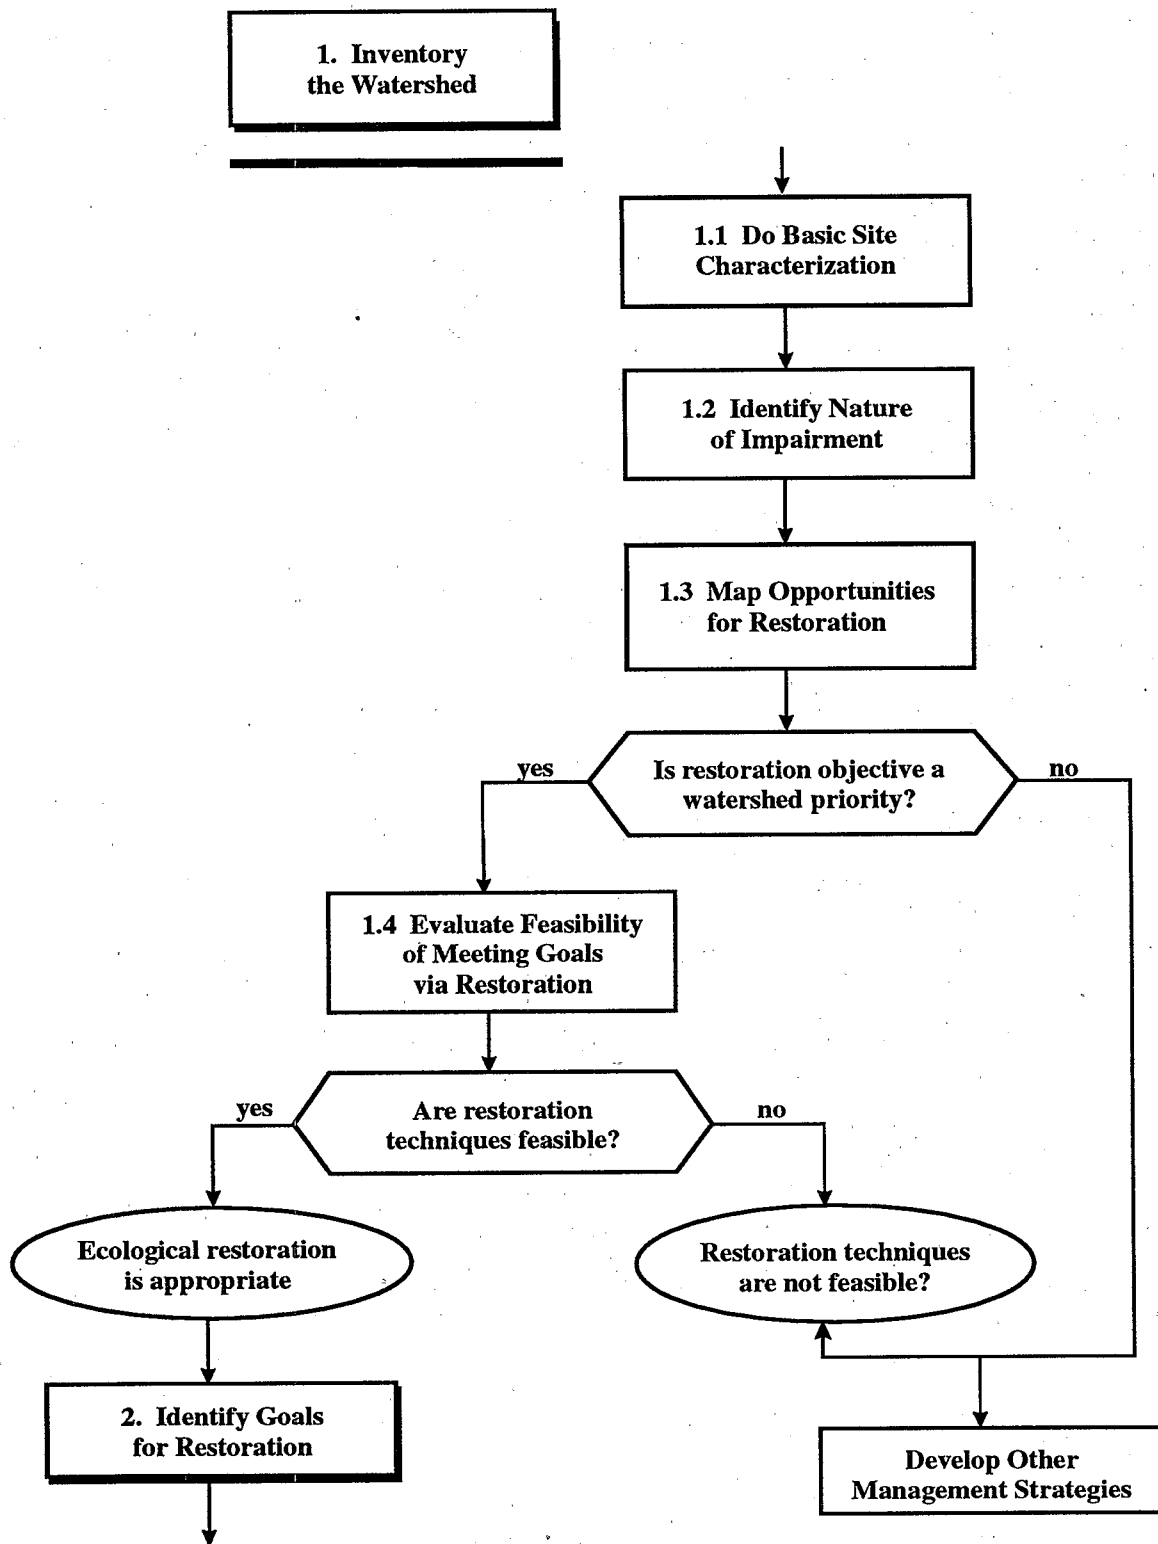 1. Inventory
the Watershed
1.1 Do Basic Site
Characterization
1.2 Identify Nature
of Impairment
1.3 Map Opportunities
for Restoration
yes
Is restoration objective a
watershed priority?
no
1.4 Evaluate Feasibility
of Meeting Goals
via Restoration
yes
Are restoration
techniques feasible?
no
Ecological restoration
is appropriate
Restoration techniques
are not feasible?
2. Identify Goals
for Restoration
Develop Other
Management Strategies